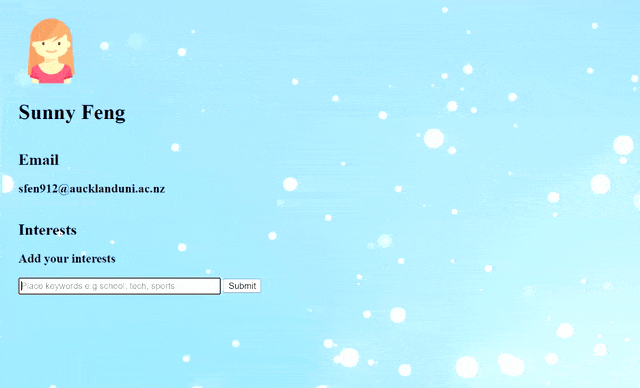 Sunny Feng
Email
sfen912@aucklanduni.ac.nz
Interests
Add your interests
Place keywords e.g school, tech, sports
Submit